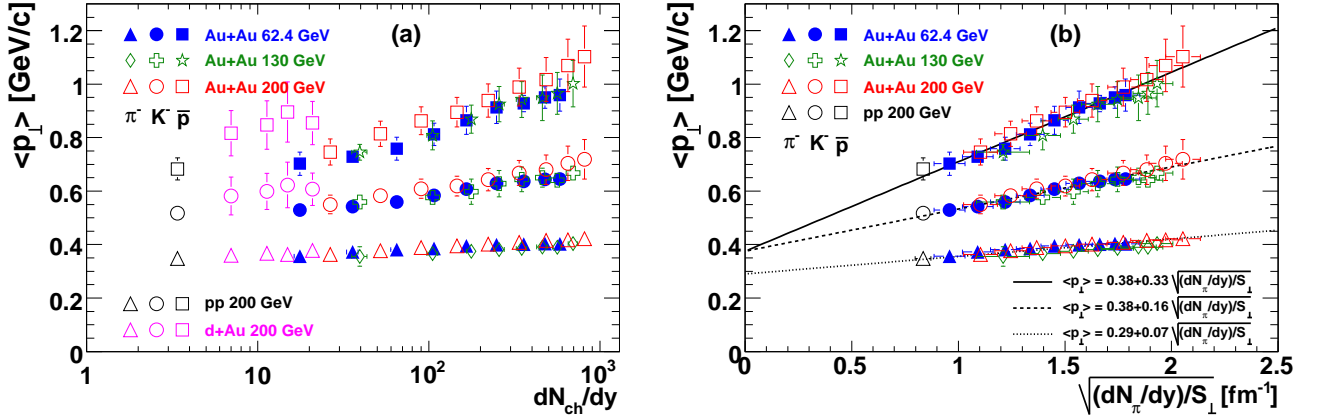 <p⊥> [GeV/c]
1.2
1
0.8
0.6
0.4
0.2
0
(a)
Au+Au 62.4 GeV
Au+Au 130 GeV
Au+Au 200 GeV
π⁻ K⁻ p̅
pp 200 GeV
d+Au 200 GeV
1 10 10² 10³
dN_ch/dy
<p⊥> [GeV/c]
1.2
1
0.8
0.6
0.4
0.2
0
(b)
Au+Au 62.4 GeV
Au+Au 130 GeV
Au+Au 200 GeV
pp 200 GeV
π⁻ K⁻ p̅
<p⊥> = 0.38+0.33 √(dN_π/dy)/S⊥
<p⊥> = 0.38+0.16 √(dN_π/dy)/S⊥
<p⊥> = 0.29+0.07 √(dN_π/dy)/S⊥
0 0.5 1 1.5 2 2.5
√(dN_π/dy)/S⊥ [fm⁻¹]